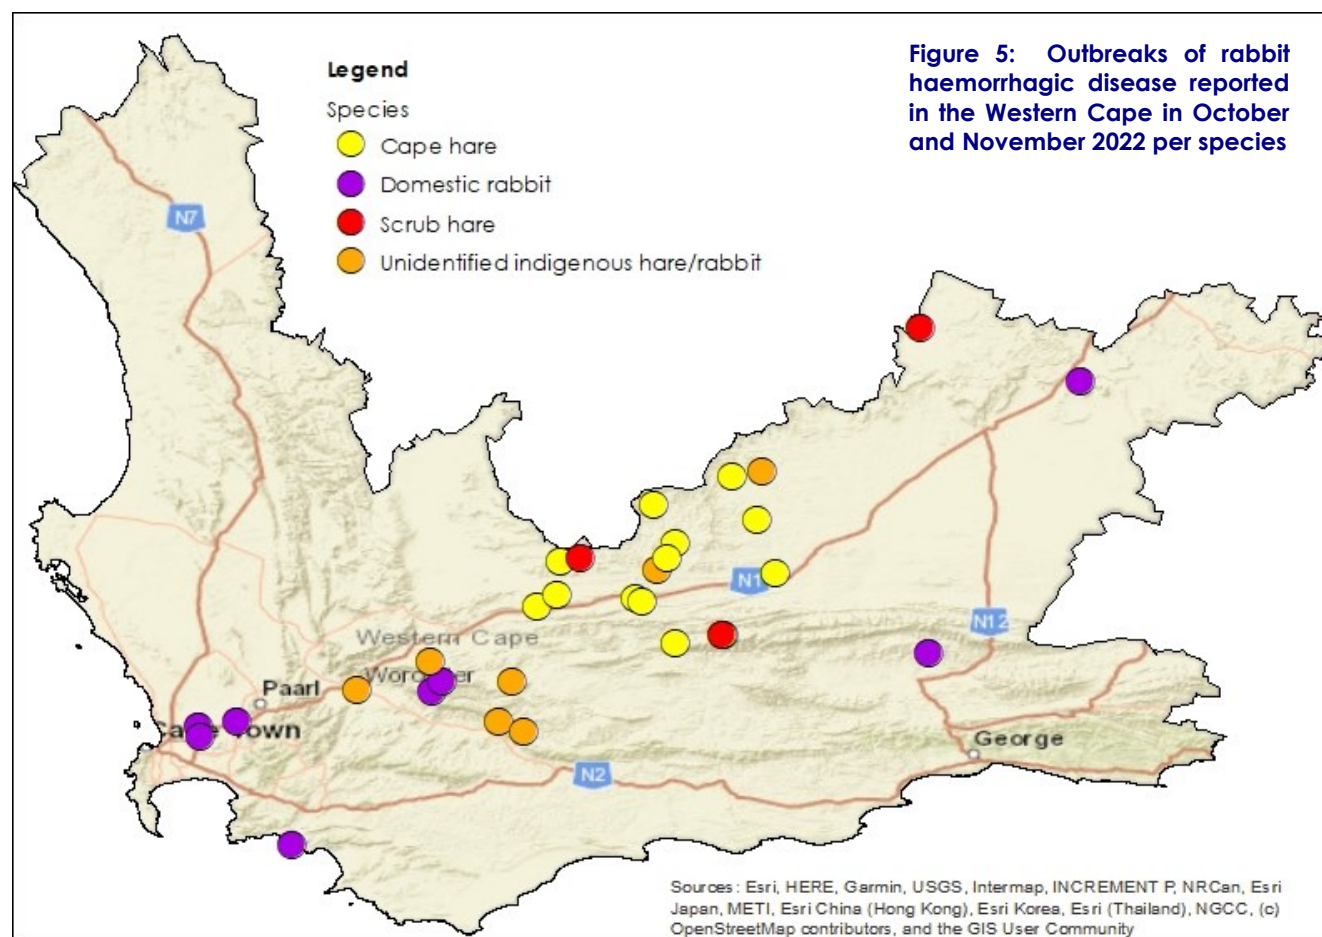 Figure 5: Outbreaks of rabbit
haemorrhagic disease reported
in the Western Cape in October
and November 2022 per species
Legend
Species
Cape hare
Domestic rabbit
Scrub hare
Unidentified indigenous hare/rabbit
N7
N1
N12
Western Cape
Paarl
Town
George
N2
Sources: Esri, HERE, Garmin, USGS, Intermap, INCREMENT P, NRCan, Esri
Japan, METI, Esri China (Hong Kong), Esri Korea, Esri (Thailand), NGCC, (c)
OpenStreetMap contributors, and the GIS User Community